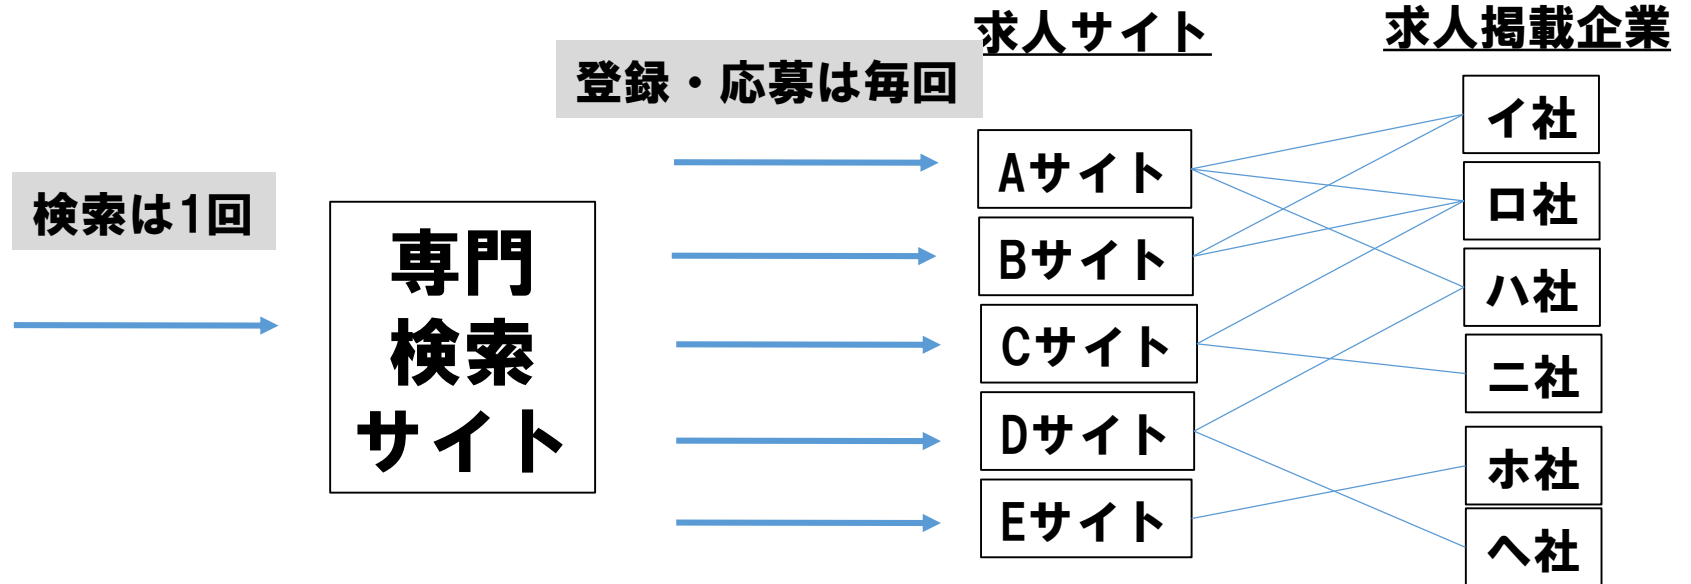 求人サイト
求人掲載企業
登録・応募は毎回
検索は1回
専門
検索
サイト
Aサイト
Bサイト
Cサイト
Dサイト
Eサイト
イ社
ロ社
ハ社
ニ社
ホ社
ヘ社